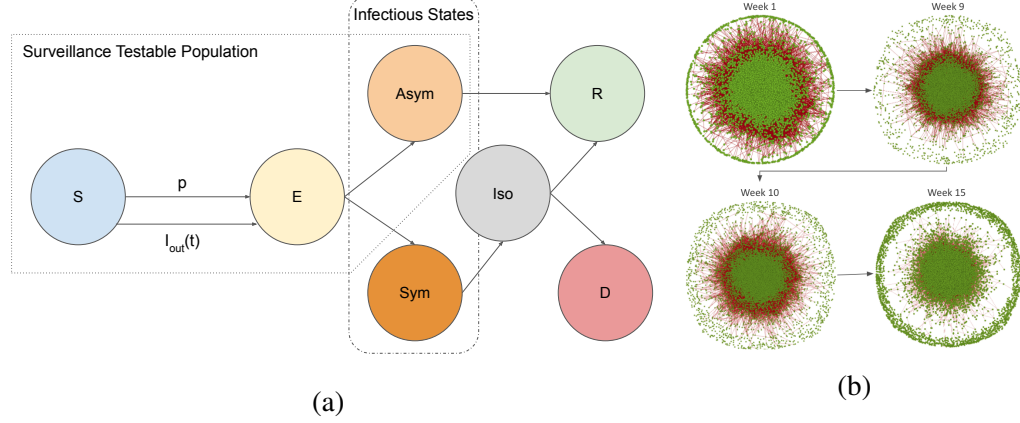 Infectious States
Surveillance Testable Population
Asym
R
S
p
E
Iso
I_out(t)
Sym
D
(a)
Week 1
Week 9
Week 10
Week 15
(b)